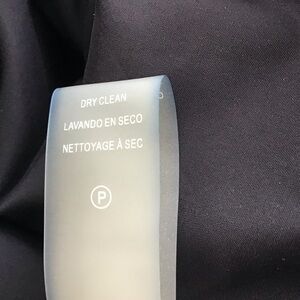 DRY CLEAN
LAVANDO EN SECO
NETTOYAGE À SEC
P